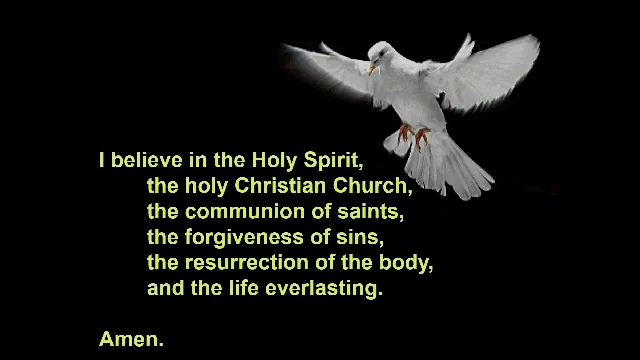 I believe in the Holy Spirit,
the holy Christian Church,
the communion of saints,
the forgiveness of sins,
the resurrection of the body,
and the life everlasting.
Amen.